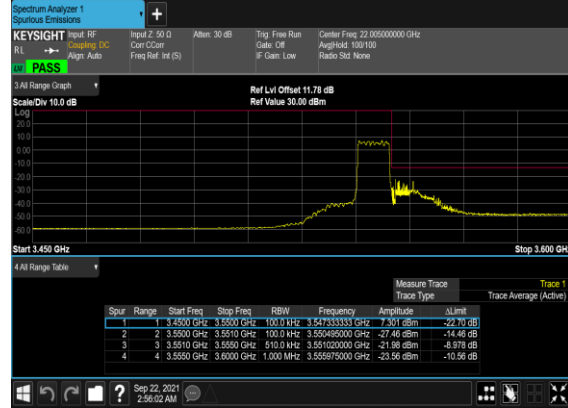 Spectrum Analyzer 1
Spurious Emissions
KEYSIGHT Input: RF Input Z: 50 Ω Atten: 30 dB Trig: Free Run Center Freq: 22.005000000 GHz
RL Coupling: DC Corr CCorr Gate: Off Avg|Hold: 100/100
Align: Auto Freq Ref: Int (S) IF Gain: Low Radio Std: None
PASS
3 All Range Graph
Ref Lvl Offset 11.78 dB
Scale/Div 10.0 dB Ref Value 30.00 dBm
Log
20.0
10.0
0.00
-10.0
-20.0
-30.0
-40.0
-50.0
-60.0
Start 3.450 GHz Stop 3.600 GH
4 All Range Table
Measure Trace Trace 1
Trace Type Trace Average (Active)
Spur Range Start Freq Stop Freq RBW Frequency Amplitude ΔLimit
1 1 3.4500 GHz 3.5500 GHz 100.0 kHz 3.547333333 GHz 7.301 dBm -22.70 dB
2 2 3.5500 GHz 3.5510 GHz 100.0 kHz 3.550495000 GHz -27.46 dBm -14.46 dB
3 3 3.5510 GHz 3.5550 GHz 510.0 kHz 3.551020000 GHz -21.98 dBm -8.978 dB
4 4 3.5550 GHz 3.6000 GHz 1.000 MHz 3.555975000 GHz -23.56 dBm -10.56 dB
?
Sep 22, 2021
2:56:02 AM